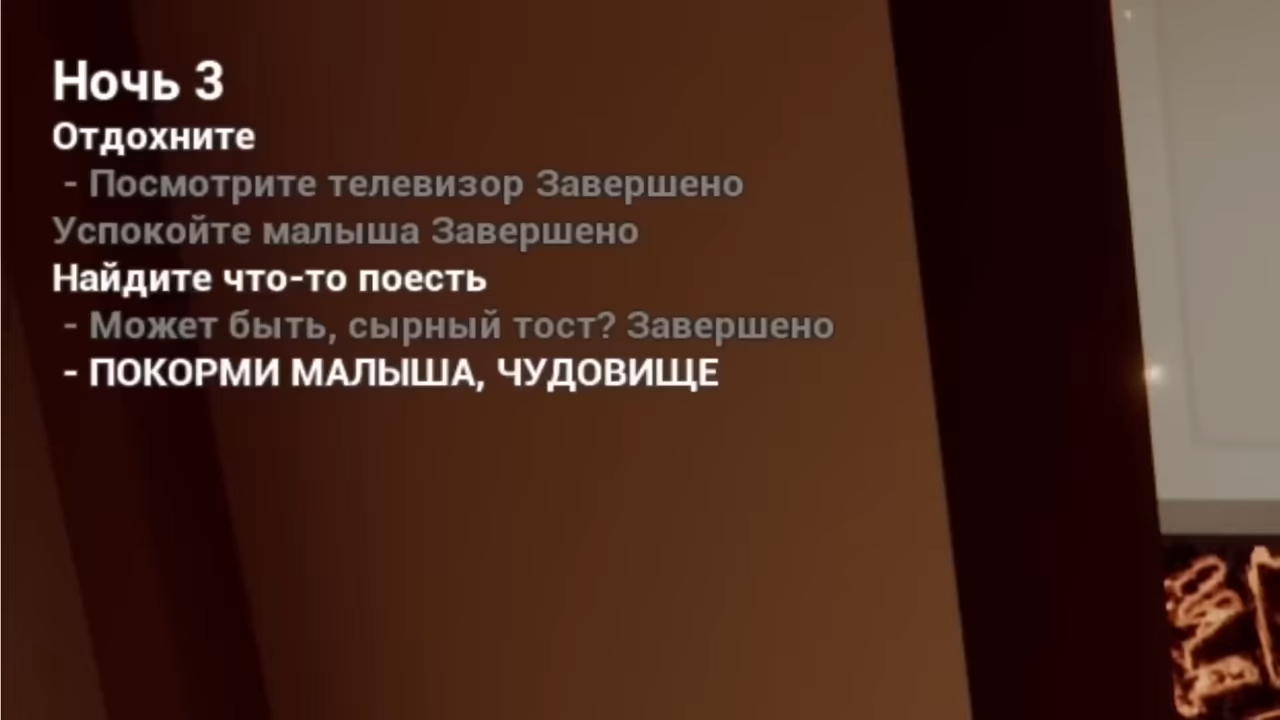 Ночь 3
Отдохните
- Посмотрите телевизор Завершено
Успокойте малыша Завершено
Найдите что-то поесть
- Может быть, сырный тост? Завершено
- ПОКОРМИ МАЛЫША, ЧУДОВИЩЕ